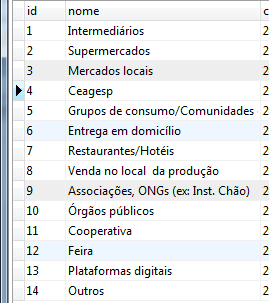 id nome c
1 Intermediários 2
2 Supermercados 2
3 Mercados locais 2
4 Ceagesp 2
5 Grupos de consumo/Comunidades 2
6 Entrega em domicílio 2
7 Restaurantes/Hotéis 2
8 Venda no local da produção 2
9 Associações, ONGs (ex: Inst. Chão) 2
10 Órgãos públicos 2
11 Cooperativa 2
12 Feira 2
13 Plataformas digitais 2
14 Outros 2